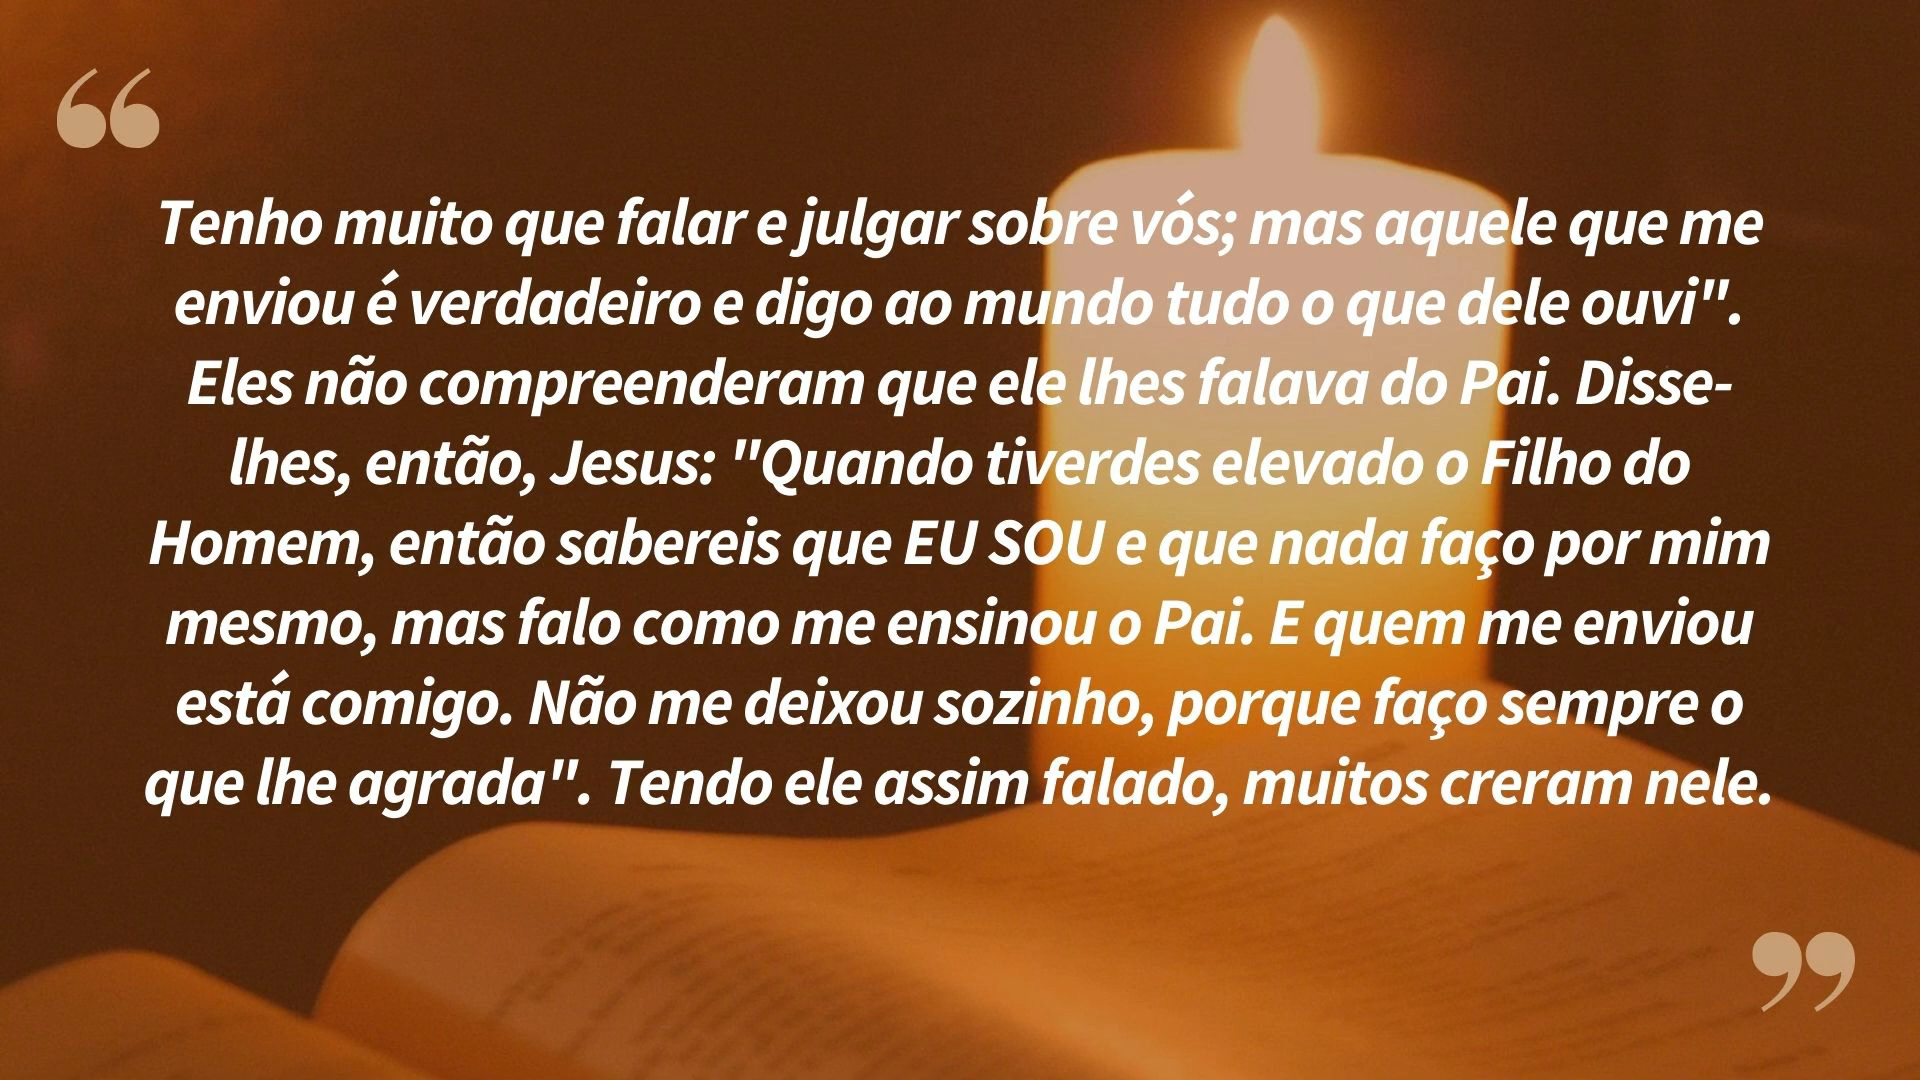 “
Tenho muito que falar e julgar sobre vós; mas aquele que me
enviou é verdadeiro e digo ao mundo tudo o que dele ouvi".
Eles não compreenderam que ele lhes falava do Pai. Disse-
lhes, então, Jesus: "Quando tiverdes elevado o Filho do
Homem, então sabereis que EU SOU e que nada faço por mim
mesmo, mas falo como me ensinou o Pai. E quem me enviou
está comigo. Não me deixou sozinho, porque faço sempre o
que lhe agrada". Tendo ele assim falado, muitos creram nele.
”